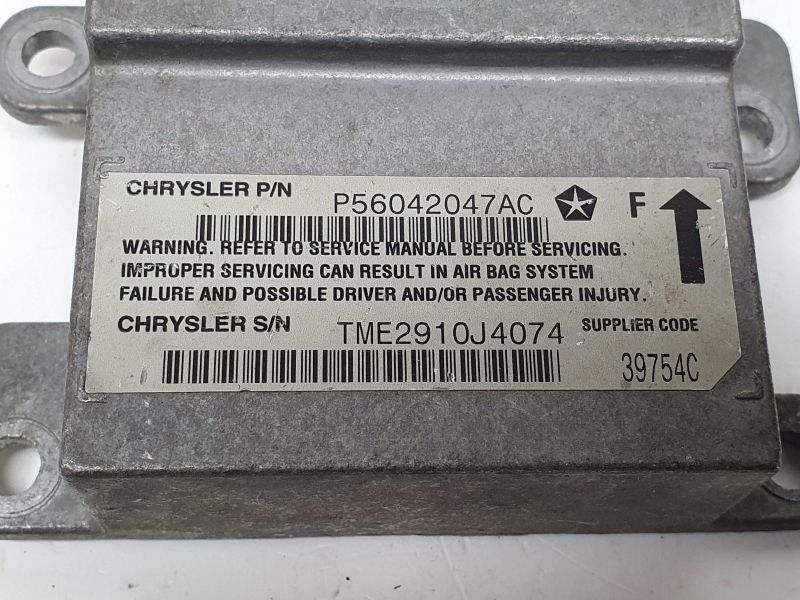 CHRYSLER P/N P56042047AC F
WARNING. REFER TO SERVICE MANUAL BEFORE SERVICING.
IMPROPER SERVICING CAN RESULT IN AIR BAG SYSTEM
FAILURE AND POSSIBLE DRIVER AND/OR PASSENGER INJURY.
CHRYSLER S/N TME2910J4074 SUPPLIER CODE
39754C